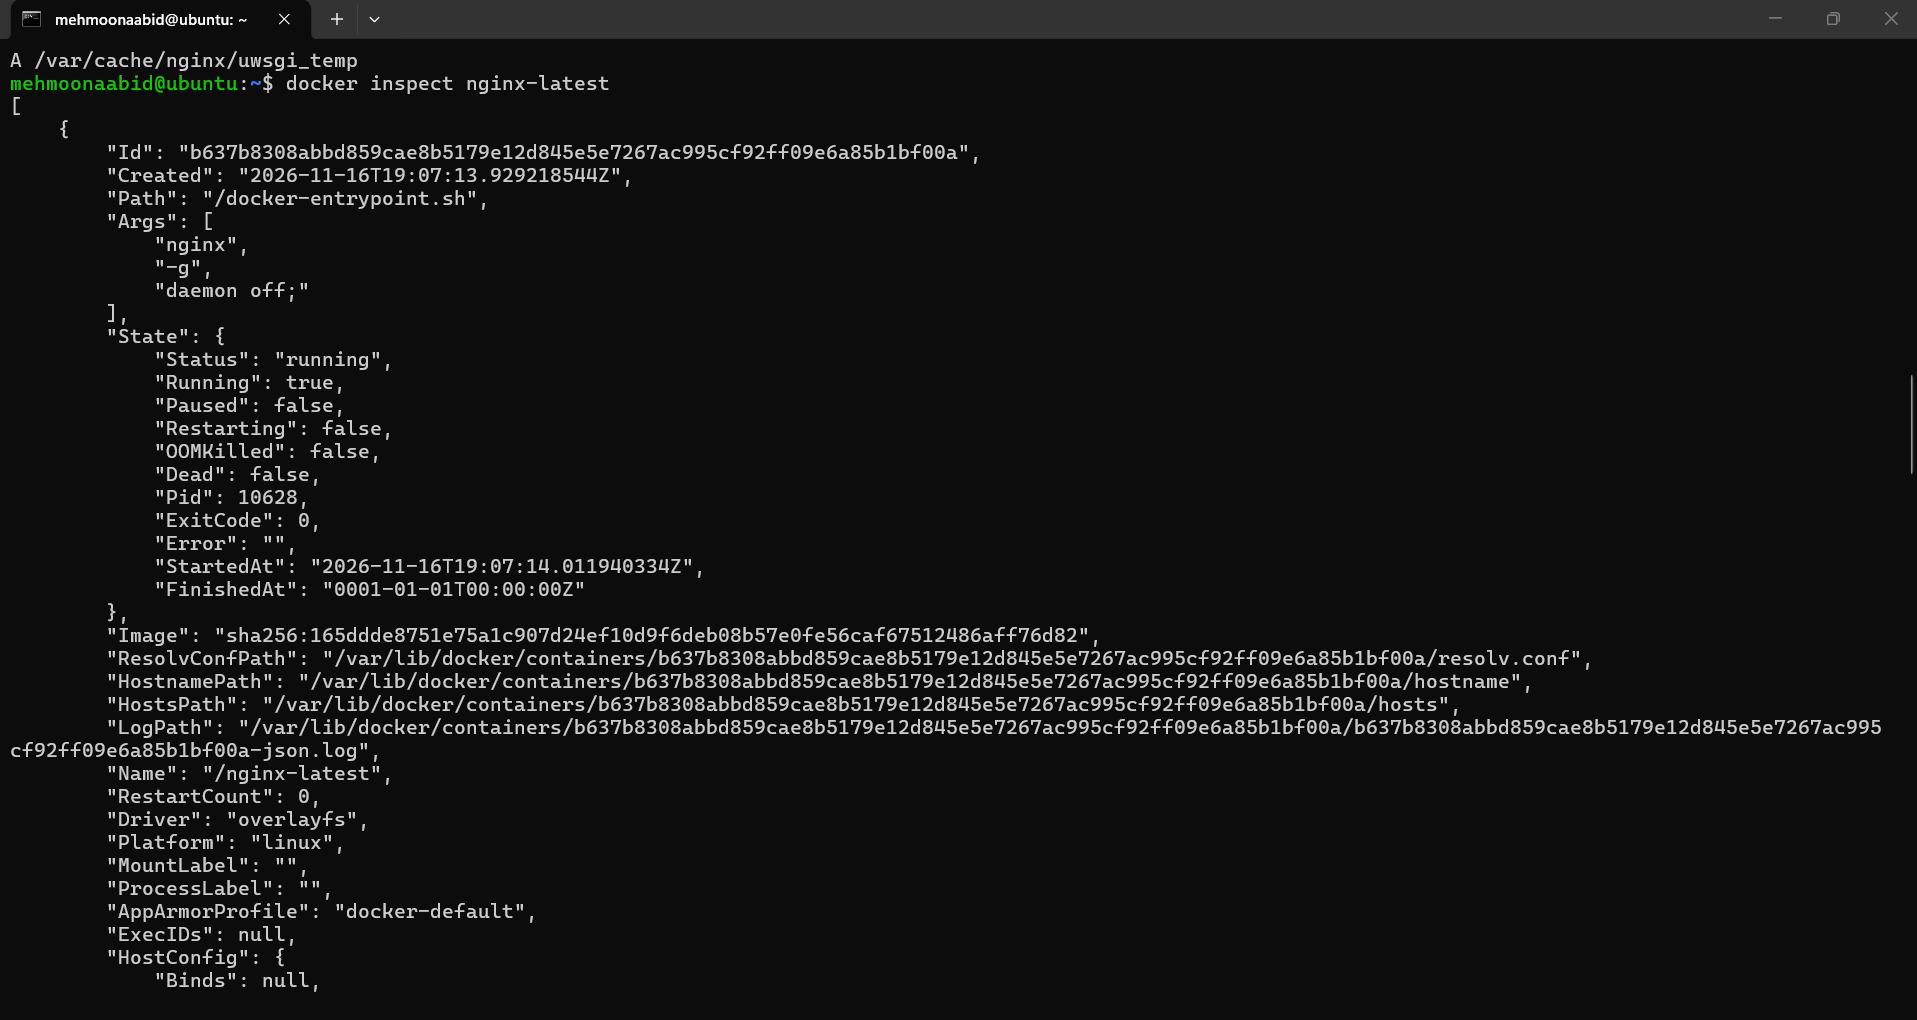 mehmoonaabid@ubuntu: ~
A /var/cache/nginx/uwsgi_temp
mehmoonaabid@ubuntu:~$ docker inspect nginx-latest
[
    {
        "Id": "b637b8308abbd859cae8b5179e12d845e5e7267ac995cf92ff09e6a85b1bf00a",
        "Created": "2026-11-16T19:07:13.929218544Z",
        "Path": "/docker-entrypoint.sh",
        "Args": [
            "nginx",
            "-g",
            "daemon off;"
        ],
        "State": {
            "Status": "running",
            "Running": true,
            "Paused": false,
            "Restarting": false,
            "OOMKilled": false,
            "Dead": false,
            "Pid": 10628,
            "ExitCode": 0,
            "Error": "",
            "StartedAt": "2026-11-16T19:07:14.011940334Z",
            "FinishedAt": "0001-01-01T00:00:00Z"
        },
        "Image": "sha256:165ddde8751e75a1c907d24ef10d9f6deb08b57e0fe56caf67512486aff76d82",
        "ResolvConfPath": "/var/lib/docker/containers/b637b8308abbd859cae8b5179e12d845e5e7267ac995cf92ff09e6a85b1bf00a/resolv.conf",
        "HostnamePath": "/var/lib/docker/containers/b637b8308abbd859cae8b5179e12d845e5e7267ac995cf92ff09e6a85b1bf00a/hostname",
        "HostsPath": "/var/lib/docker/containers/b637b8308abbd859cae8b5179e12d845e5e7267ac995cf92ff09e6a85b1bf00a/hosts",
        "LogPath": "/var/lib/docker/containers/b637b8308abbd859cae8b5179e12d845e5e7267ac995cf92ff09e6a85b1bf00a/b637b8308abbd859cae8b5179e12d845e5e7267ac995
cf92ff09e6a85b1bf00a-json.log",
        "Name": "/nginx-latest",
        "RestartCount": 0,
        "Driver": "overlayfs",
        "Platform": "linux",
        "MountLabel": "",
        "ProcessLabel": "",
        "AppArmorProfile": "docker-default",
        "ExecIDs": null,
        "HostConfig": {
            "Binds": null,